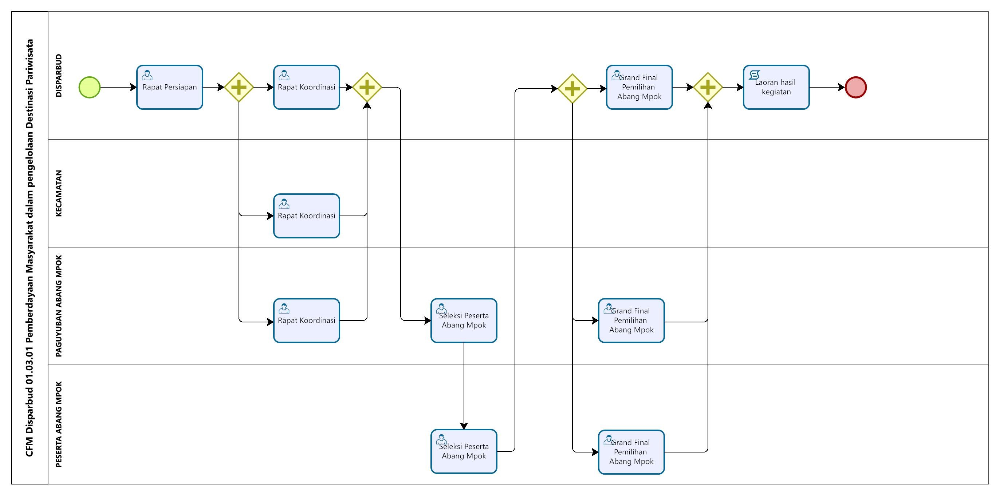 CFM Disparbud 01.03.01 Pemberdayaan Masyarakat dalam pengelolaan Destinasi Pariwisata
DISPARBUD
Rapat Persiapan
Rapat Koordinasi
Grand Final
Pemilihan
Abang Mpok
Laoran hasil
kegiatan
KECAMATAN
Rapat Koordinasi
PAGUYUBAN ABANG MPOK
Rapat Koordinasi
Seleksi Peserta
Abang Mpok
Grand Final
Pemilihan
Abang Mpok
PESERTA ABANG MPOK
Seleksi Peserta
Abang Mpok
Grand Final
Pemilihan
Abang Mpok